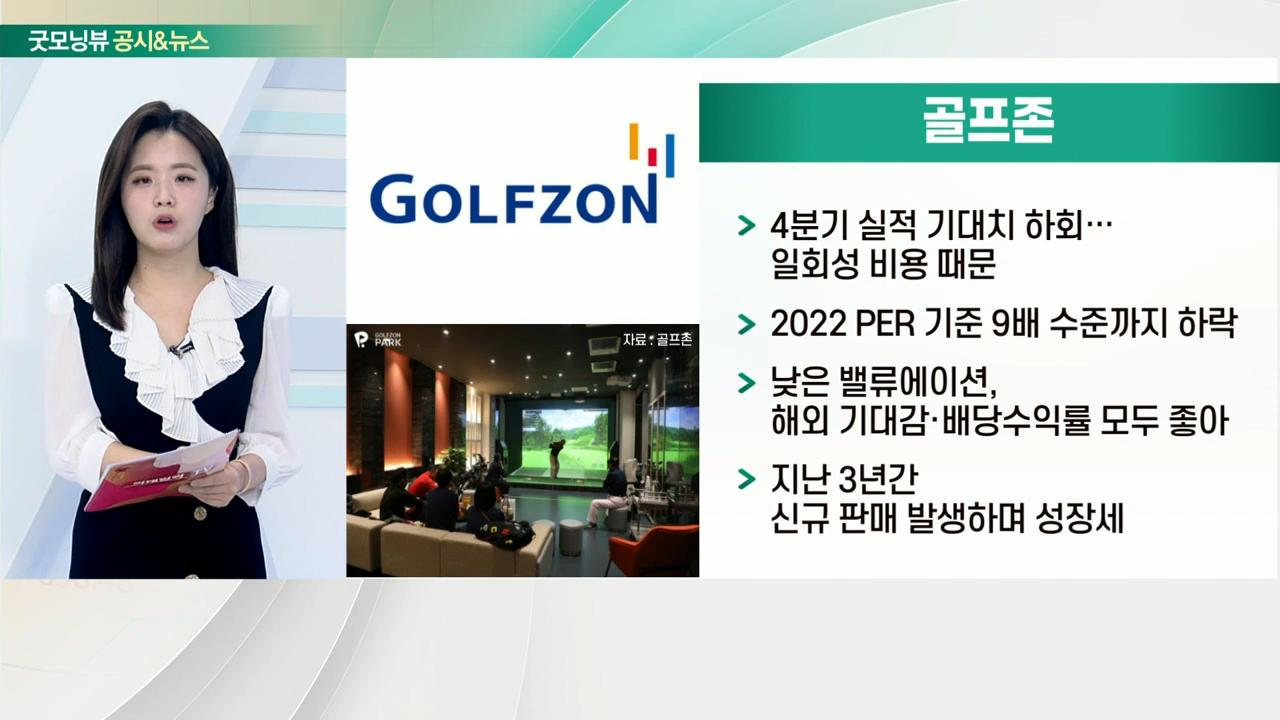 굿모닝뷰 공시&뉴스
GOLFZON
골프존
> 4분기 실적 기대치 하회…
일회성 비용 때문
> 2022 PER 기준 9배 수준까지 하락
> 낮은 밸류에이션,
해외 기대감·배당수익률 모두 좋아
> 지난 3년간
신규 판매 발생하며 성장세
GOLFZON
PARK
자료 : 골프존